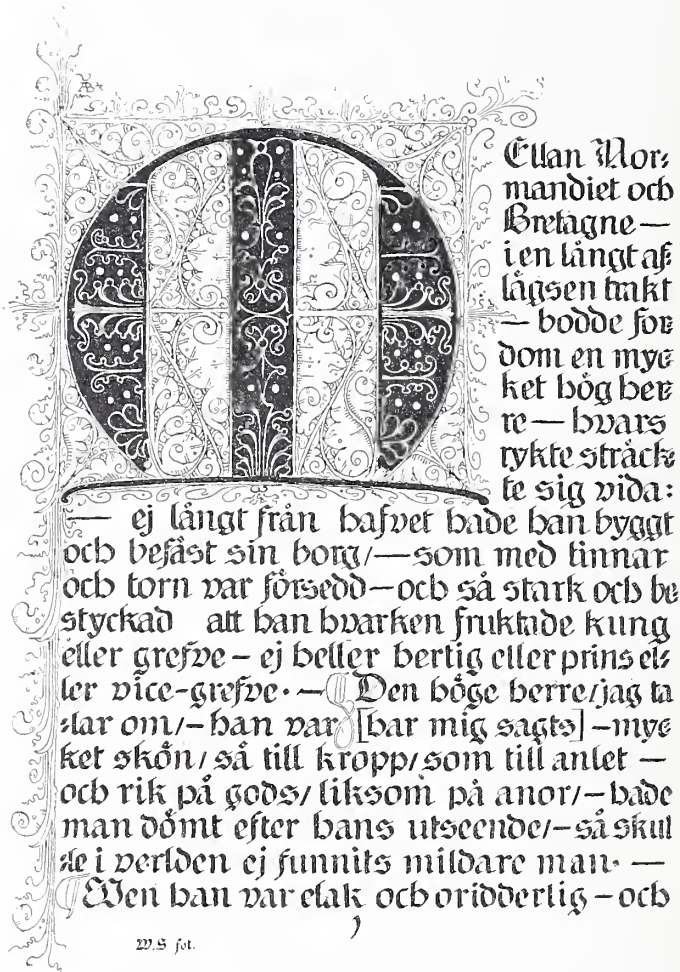 MEllan Nor:
mandiet och
Bretagne —
i en långt af
lägsen trakt
— bodde for
dom en myc
ket hög her
re — hvars
rykte sträck
te sig vida:
— ej långt från hafvet hade han byggt
och befäst sin borg/ — som med tinnar
och torn var försedd — och så stark och be
styckad att han hvarken fruktade kung
eller grefve – ej heller hertig eller prins el:
ler vice-grefve. — ¶ Den höge herre/ jag ta
:lar om/ – han var [har mig sagts] – myc
ket skön/ så till kropp/ som till anlet —
och rik på gods/ liksom på anor/ – hade
man dömt efter hans utseende/ – så skul
:le i verlden ej funnits mildare man. —
¶ Men han var elak och oridderlig – och
W.S fot.